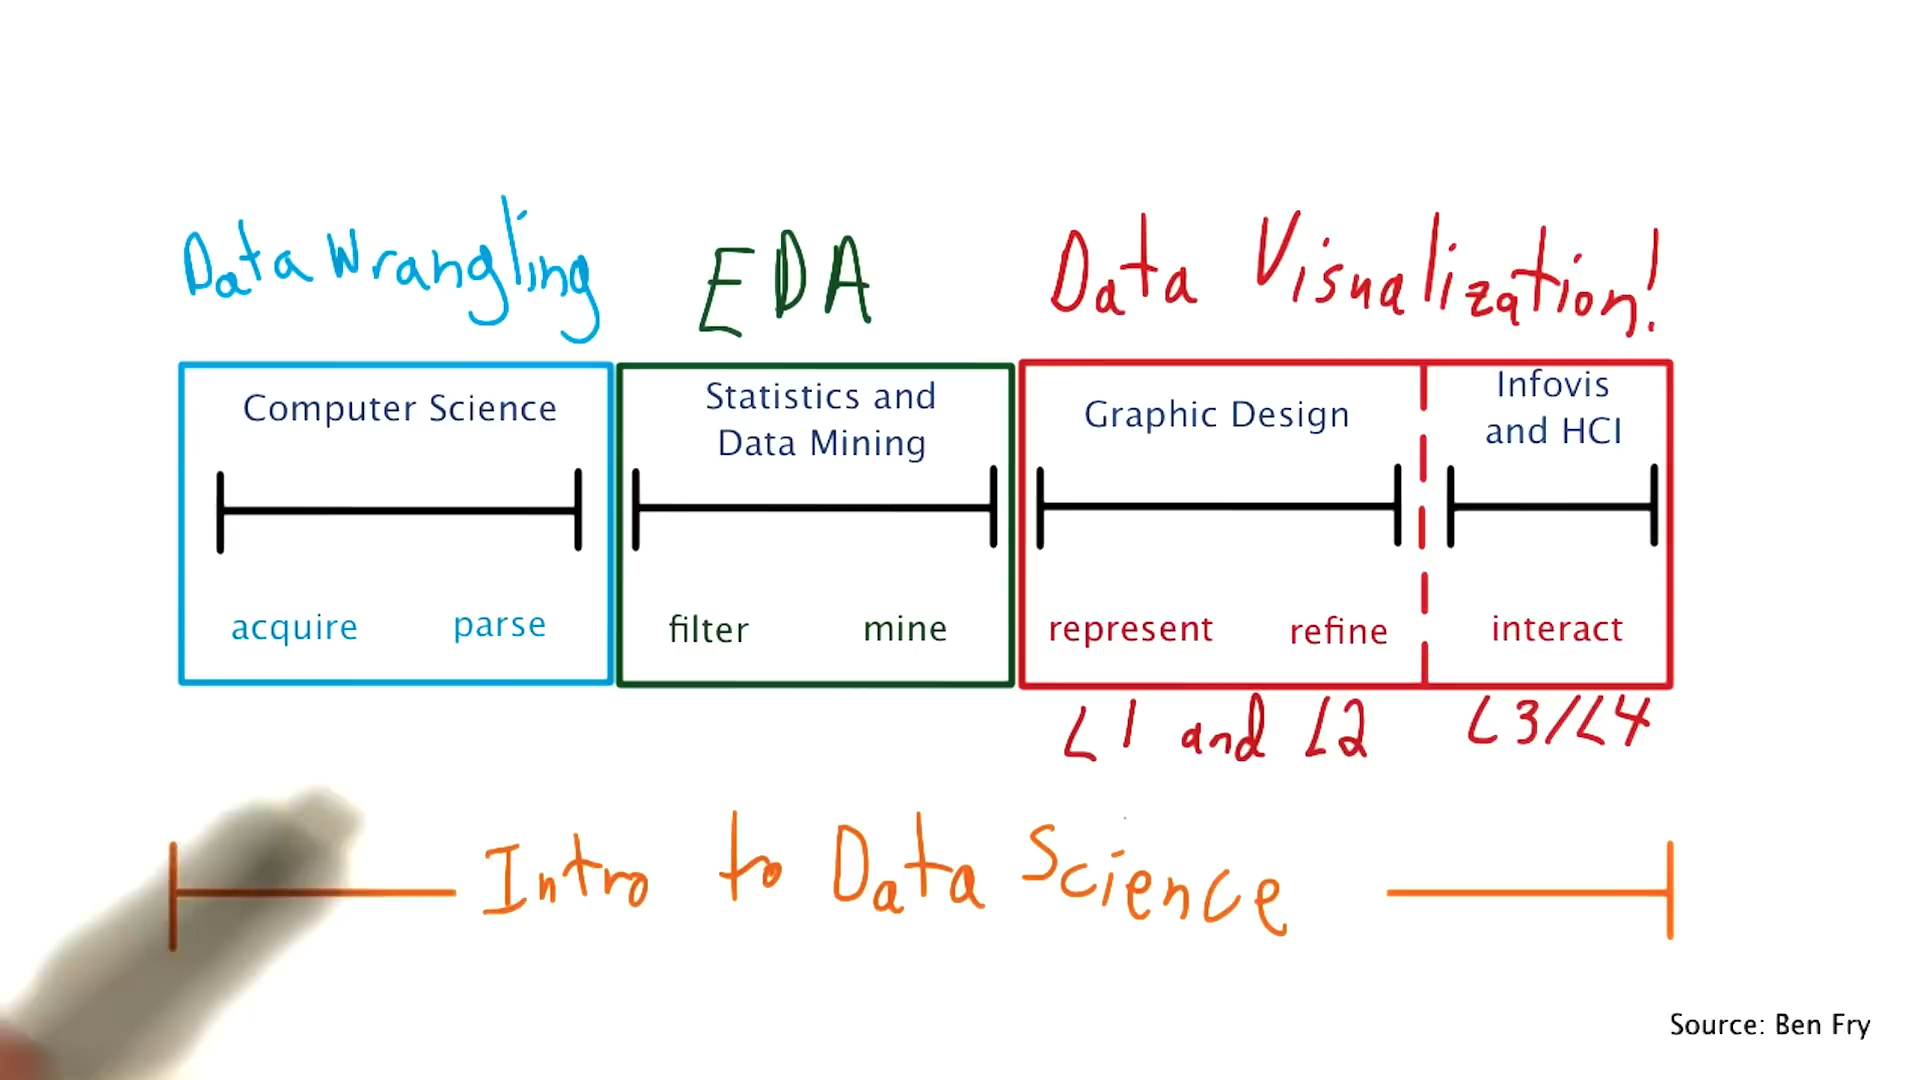 Data Wrangling EDA Data Visualization!
Computer Science
Statistics and
Data Mining
Graphic Design
Infovis
and HCI
acquire parse filter mine represent refine interact
L1 and L2 L3/L4
Intro to Data Science
Source: Ben Fry